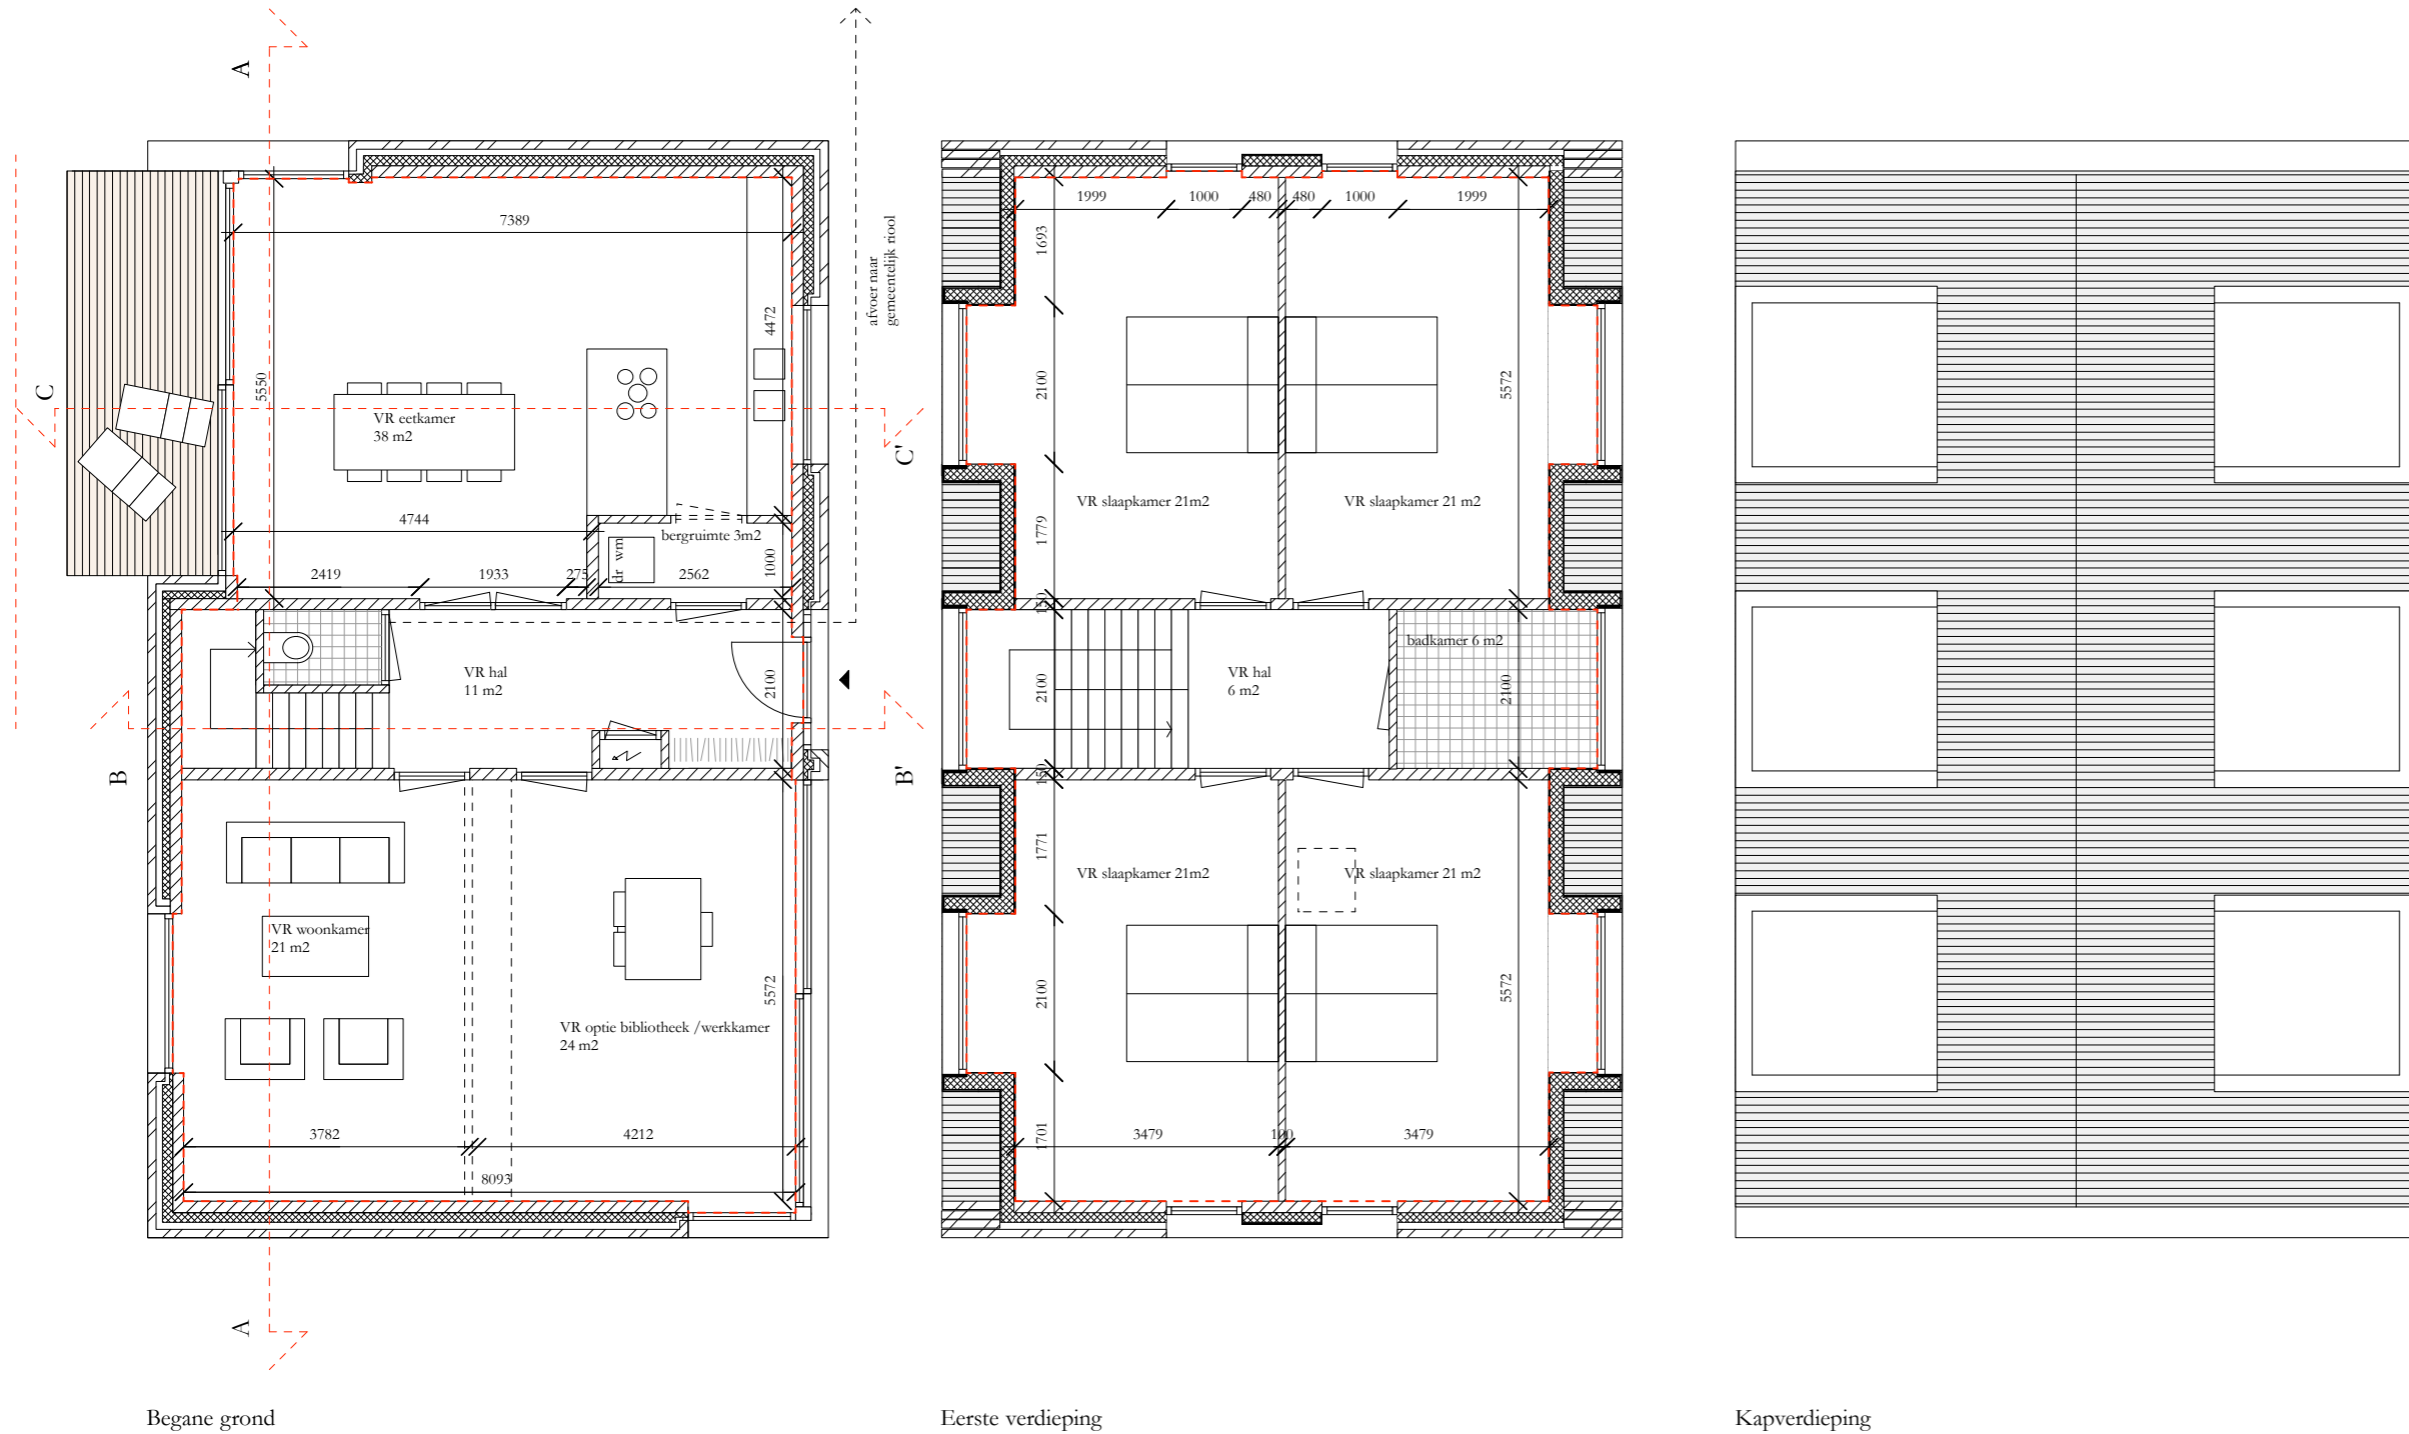 A
C
afvoer naar
gemeentelijk riool
7389
5550
4472
VR eetkamer
38 m2
C'
4744
bergruimte 3m2
dr wm
1000
2419
1933
275
2562
VR hal
11 m2
2100
B
B'
VR woonkamer
21 m2
VR optie bibliotheek /werkkamer
24 m2
5572
3782
4212
8093
A
Begane grond
1999
1000
480
480
1000
1999
1693
2100
5572
VR slaapkamer 21m2
VR slaapkamer 21 m2
1779
150
badkamer 6 m2
VR hal
6 m2
2100
2100
150
1771
VR slaapkamer 21m2
VR slaapkamer 21 m2
2100
5572
1701
3479
100
3479
Eerste verdieping
Kapverdieping